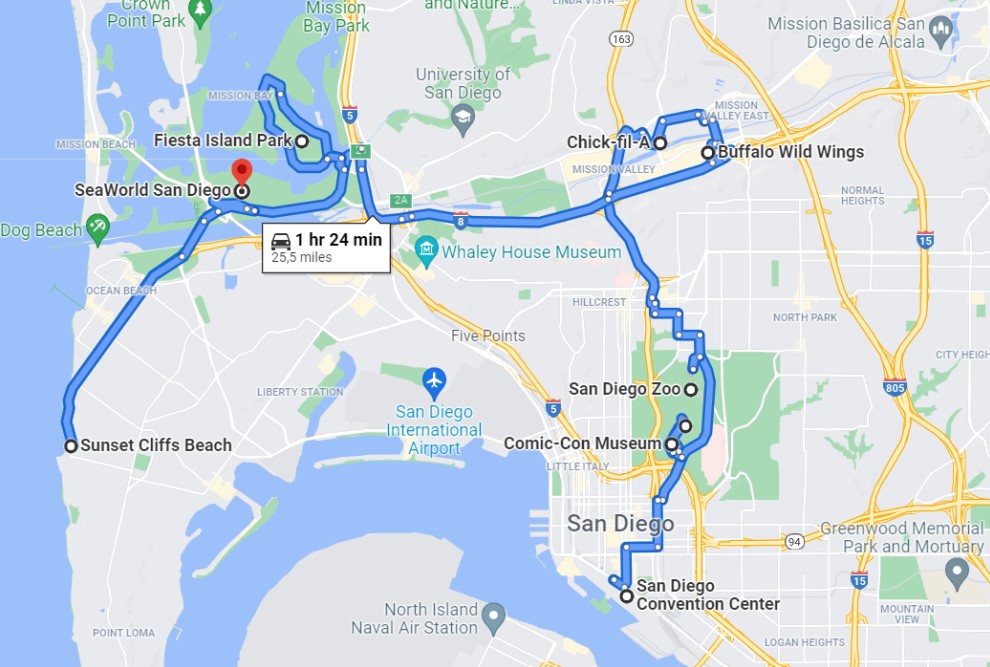 Crown
Point Park
Mission
Bay Park
and Nature...
LINDA VISTA
163
Mission Basilica San
Diego de Alcala
University of
San Diego
MISSION BAY
5
MISSION
VALLEY EAST
Fiesta Island Park
MISSION BEACH
Chick-fil-A
Buffalo Wild Wings
MISSION VALLEY
SeaWorld San Diego
2A
NORMAL
HEIGHTS
8
Dog Beach
1 hr 24 min
25,5 miles
Whaley House Museum
15
OCEAN BEACH
HILLCREST
NORTH PARK
Five Points
CITY HEIGH
LIBERTY STATION
San Diego Zoo
805
San Diego
International
Airport
5
Sunset Cliffs Beach
Comic-Con Museum
LITTLE ITALY
San Diego
94
Greenwood Memorial
Park and Mortuary
San Diego
Convention Center
15
North Island
Naval Air Station
MOUNTAIN
VIEW
POINT LOMA
LOGAN HEIGHTS